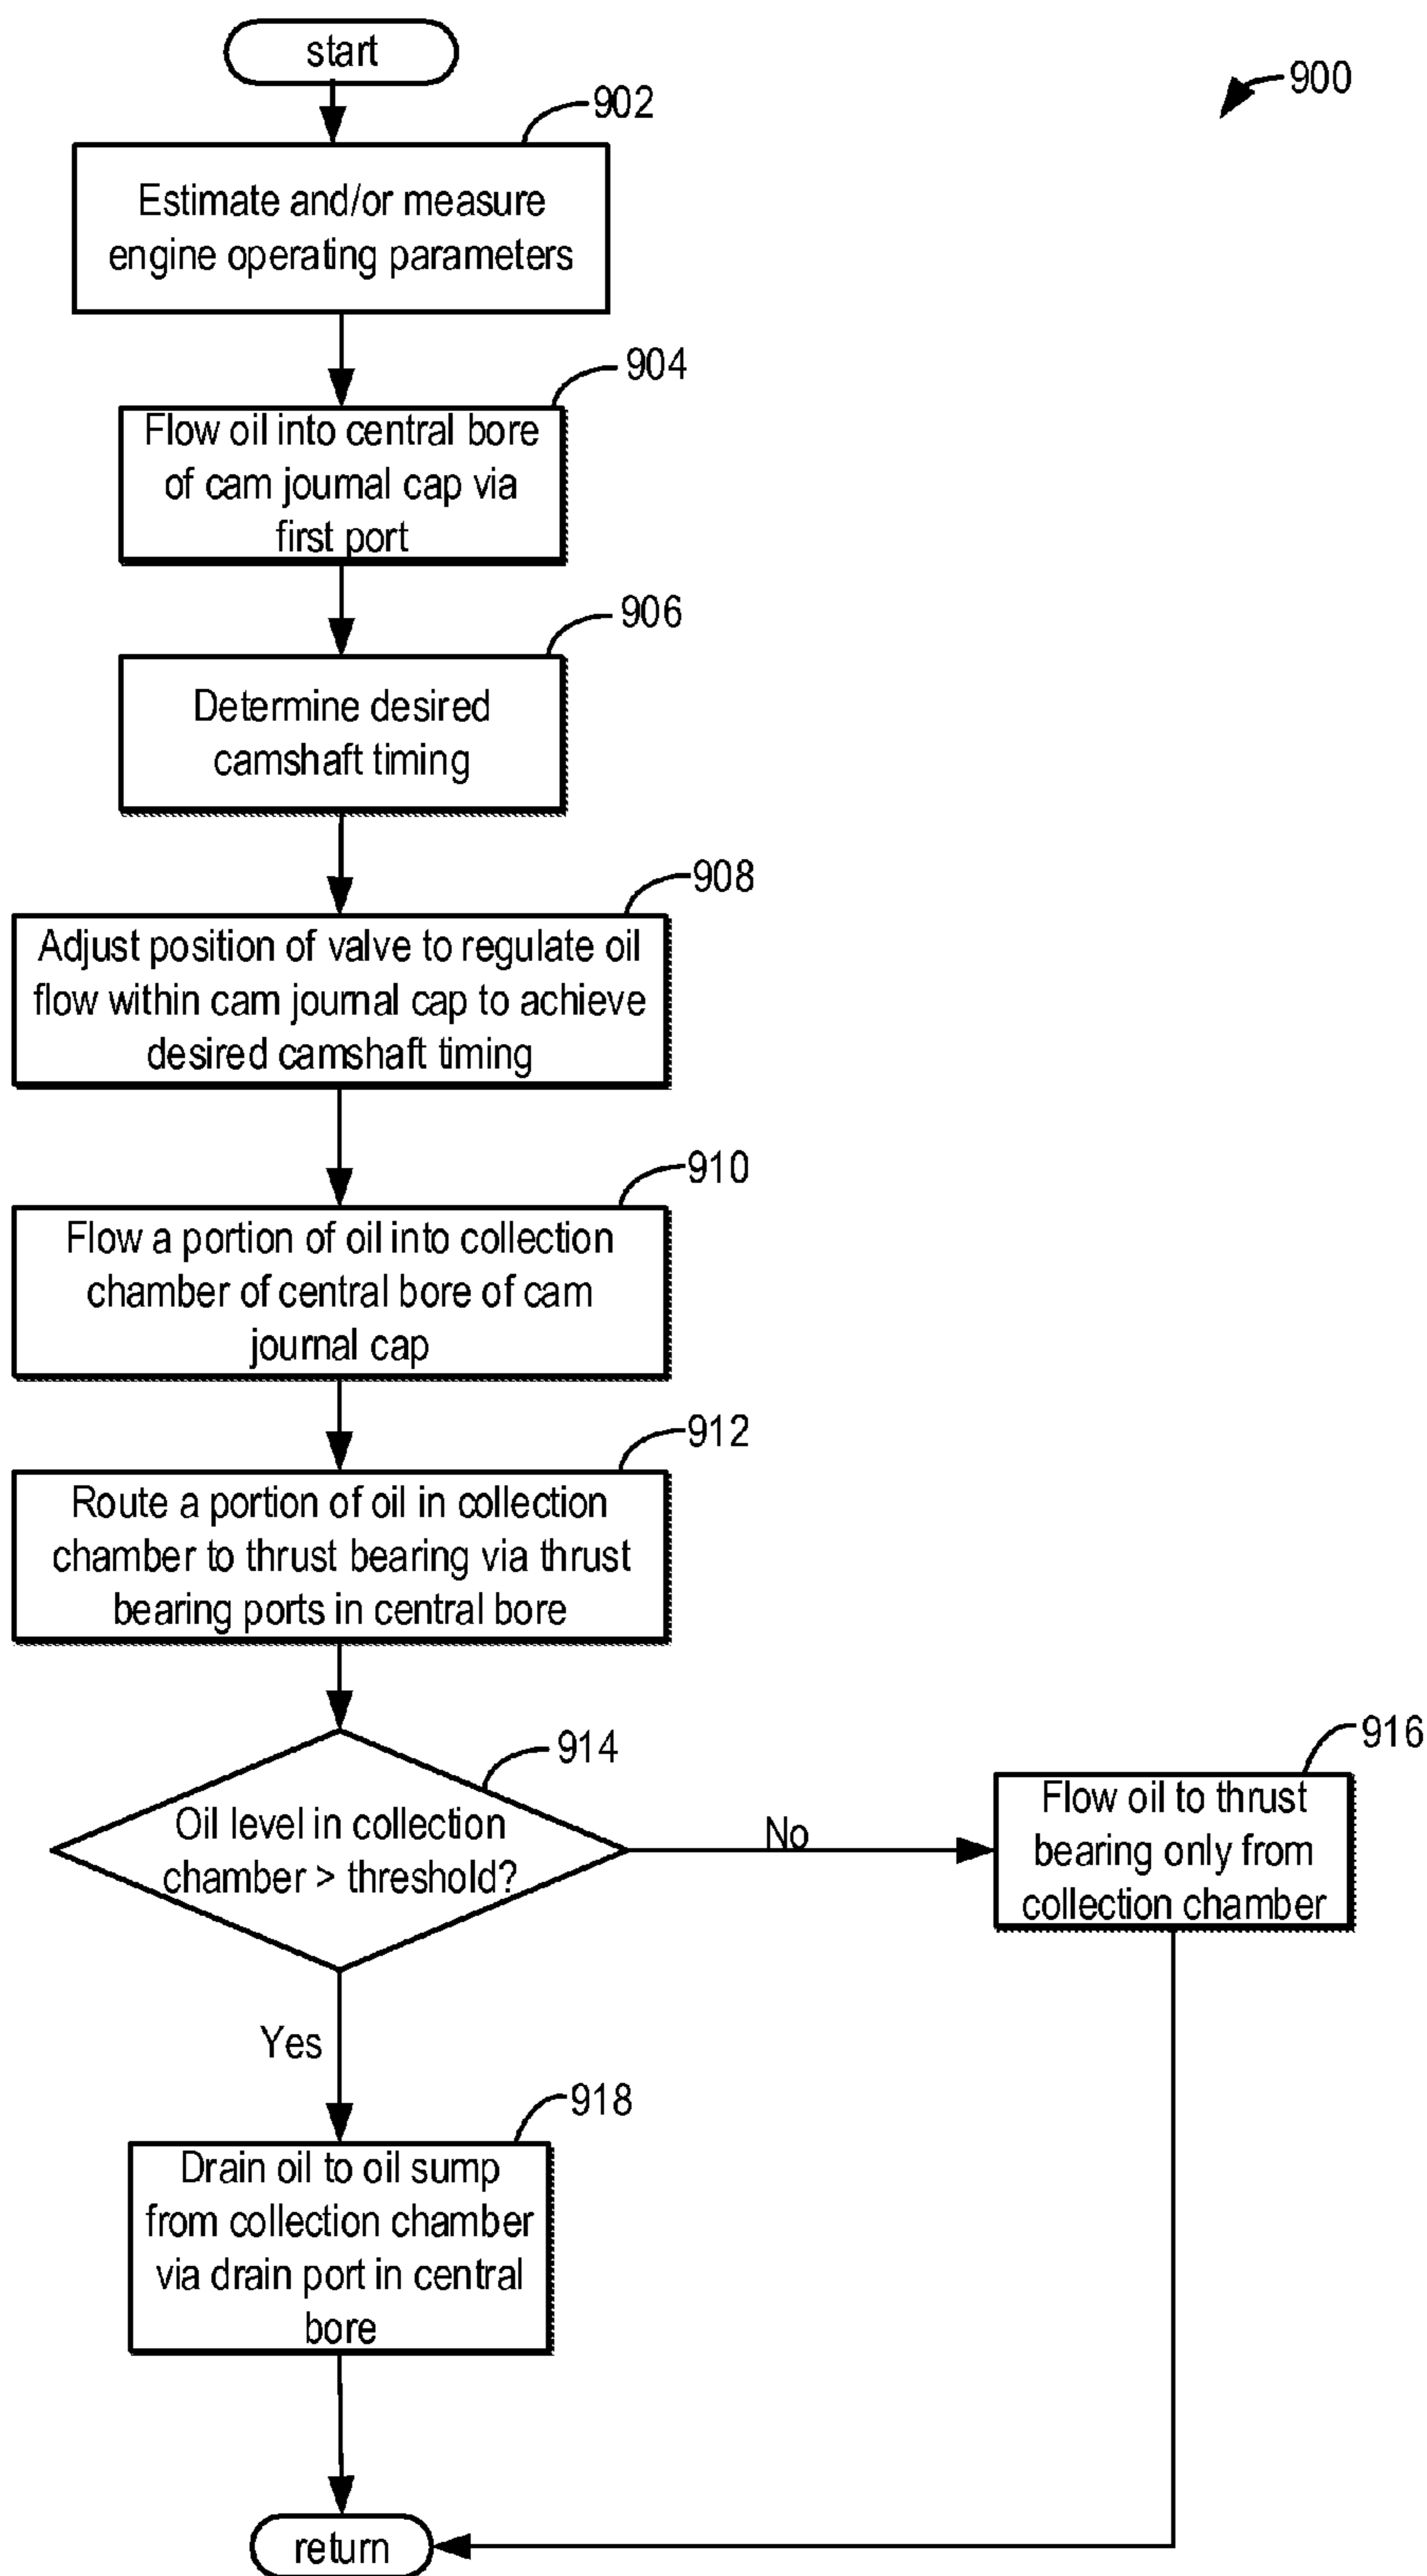 start
900
902
Estimate and/or measure
engine operating parameters
904
Flow oil into central bore
of cam journal cap via
first port
906
Determine desired
camshaft timing
908
Adjust position of valve to regulate oil
flow within cam journal cap to achieve
desired camshaft timing
910
Flow a portion of oil into collection
chamber of central bore of cam
journal cap
912
Route a portion of oil in collection
chamber to thrust bearing via thrust
bearing ports in central bore
914
Oil level in collection
chamber > threshold?
No
916
Flow oil to thrust
bearing only from
collection chamber
Yes
918
Drain oil to oil sump
from collection chamber
via drain port in central
bore
return